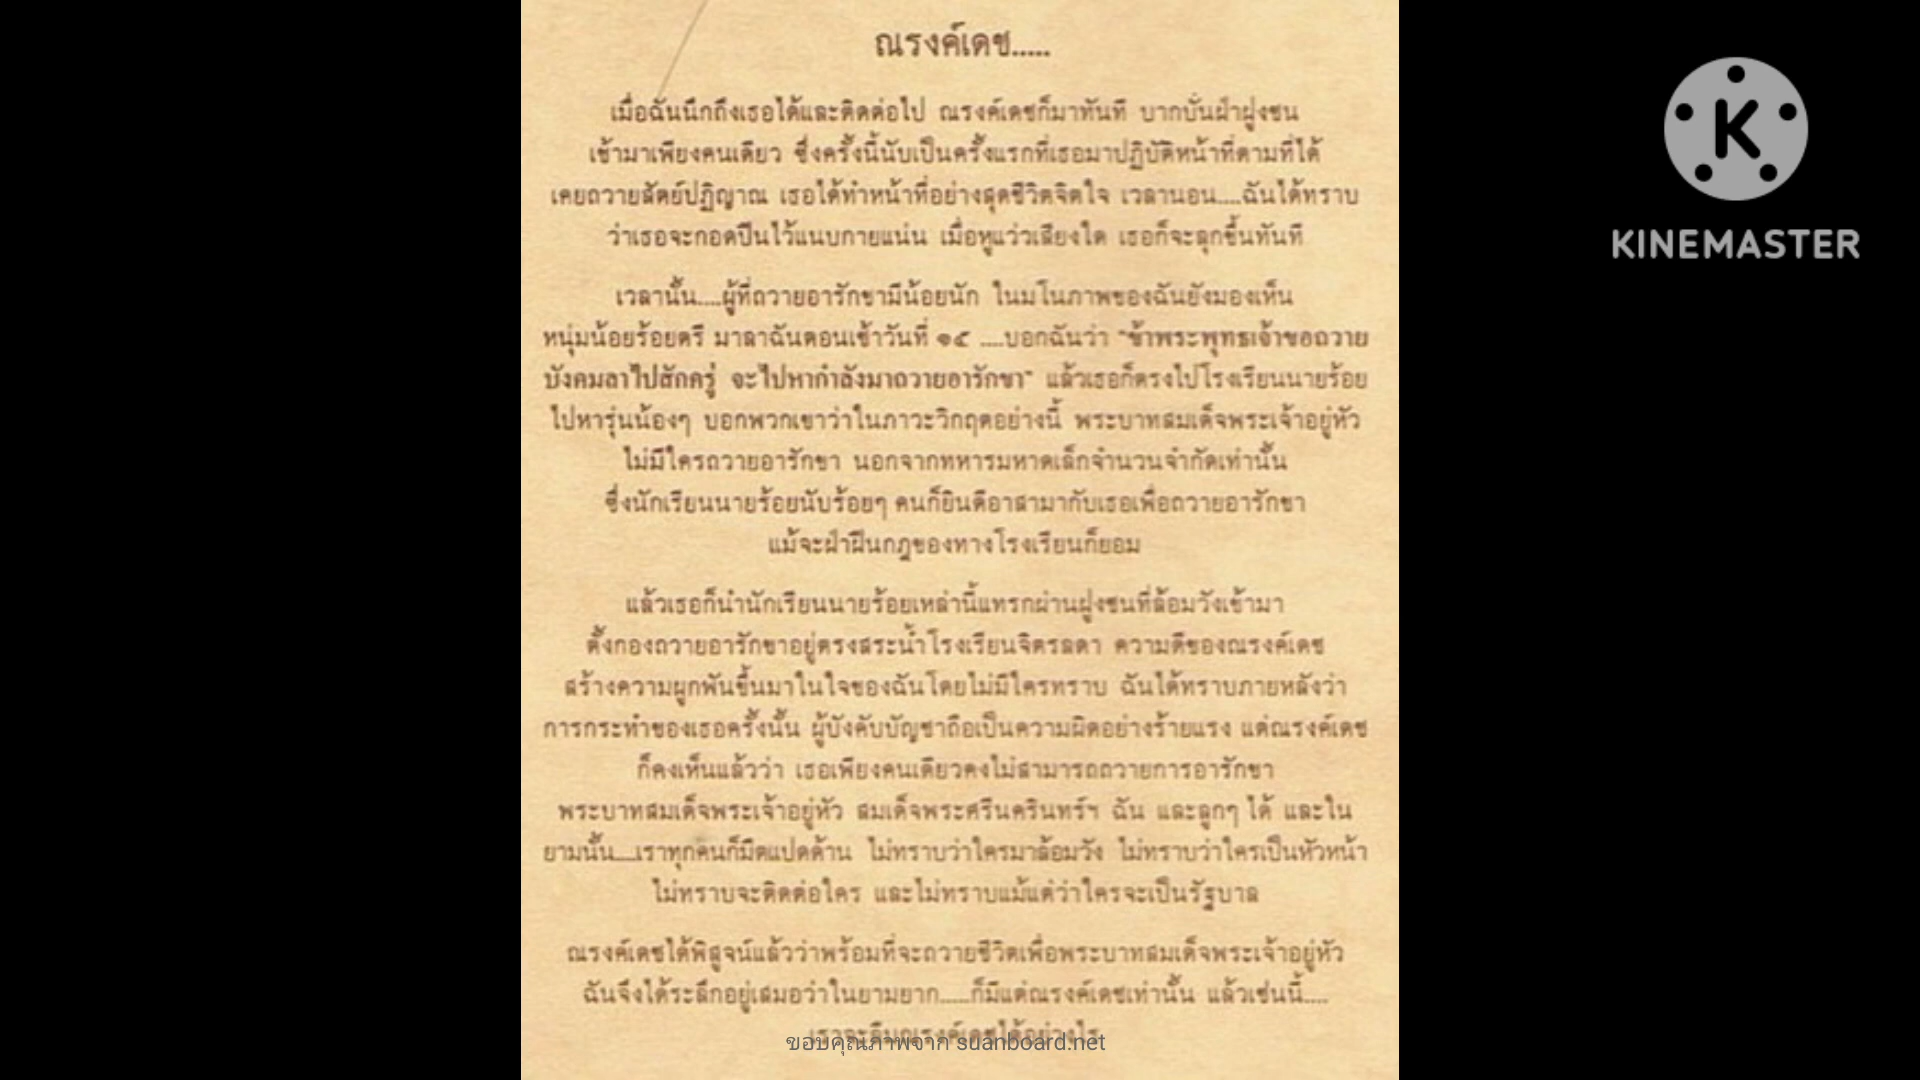 ณรงค์เดช.....
เมื่อฉันนึกถึงเธอได้และติดต่อไป ณรงค์เดชก็มาทันที บากบั่นฝ่าฝูงชน
เข้ามาเพียงคนเดียว ซึ่งครั้งนี้นับเป็นครั้งแรกที่เธอมาปฏิบัติหน้าที่ตามที่ได้
เคยถวายสัตย์ปฏิญาณ เธอได้ทำหน้าที่อย่างสุดชีวิตจิตใจ เวลานอน....ฉันได้ทราบ
ว่าเธอจะกอดปืนไว้แนบกายแน่น เมื่อหูแว่วเสียงใด เธอก็จะลุกขึ้นทันที
เวลานั้น....ผู้ที่ถวายอารักขามีน้อยนัก ในมโนภาพของฉันยังมองเห็น
หนุ่มน้อยร้อยตรี มาลาฉันตอนเช้าวันที่ ๑๕ ....บอกฉันว่า "ข้าพระพุทธเจ้าขอถวาย
บังคมลาไปสักครู่ จะไปหากำลังมาถวายอารักขา" แล้วเธอก็ตรงไปโรงเรียนนายร้อย
ไปหารุ่นน้องๆ บอกพวกเขาว่าในภาวะวิกฤตอย่างนี้ พระบาทสมเด็จพระเจ้าอยู่หัว
ไม่มีใครถวายอารักขา นอกจากทหารมหาดเล็กจำนวนจำกัดเท่านั้น
ซึ่งนักเรียนนายร้อยนับร้อยๆ คนก็ยินดีอาสามากับเธอเพื่อถวายอารักขา
แม้จะฝ่าฝืนกฎของทางโรงเรียนก็ยอม
แล้วเธอก็นำนักเรียนนายร้อยเหล่านี้แทรกผ่านฝูงชนที่ล้อมวังเข้ามา
ตั้งกองถวายอารักขาอยู่ตรงสระน้ำโรงเรียนจิตรลดา ความดีของณรงค์เดช
สร้างความผูกพันขึ้นมาในใจของฉันโดยไม่มีใครทราบ ฉันได้ทราบภายหลังว่า
การกระทำของเธอครั้งนั้น ผู้บังคับบัญชาถือเป็นความผิดอย่างร้ายแรง แต่ณรงค์เดช
ก็คงเห็นแล้วว่า เธอเพียงคนเดียวคงไม่สามารถถวายการอารักขา
พระบาทสมเด็จพระเจ้าอยู่หัว สมเด็จพระศรีนครินทร์ฯ ฉัน และลูกๆ ได้ และใน
ยามนั้น....เราทุกคนก็มืดแปดด้าน ไม่ทราบว่าใครมาล้อมวัง ไม่ทราบว่าใครเป็นหัวหน้า
ไม่ทราบจะติดต่อใคร และไม่ทราบแม้แต่ว่าใครจะเป็นรัฐบาล
ณรงค์เดชได้พิสูจน์แล้วว่าพร้อมที่จะถวายชีวิตเพื่อพระบาทสมเด็จพระเจ้าอยู่หัว
ฉันจึงได้ระลึกอยู่เสมอว่าในยามยาก.....ก็มีแต่ณรงค์เดชเท่านั้น แล้วเช่นนี้....
เราจะลืมณรงค์เดชได้อย่างไร
ขอบคุณภาพจาก suanboard.net
KINEMASTER